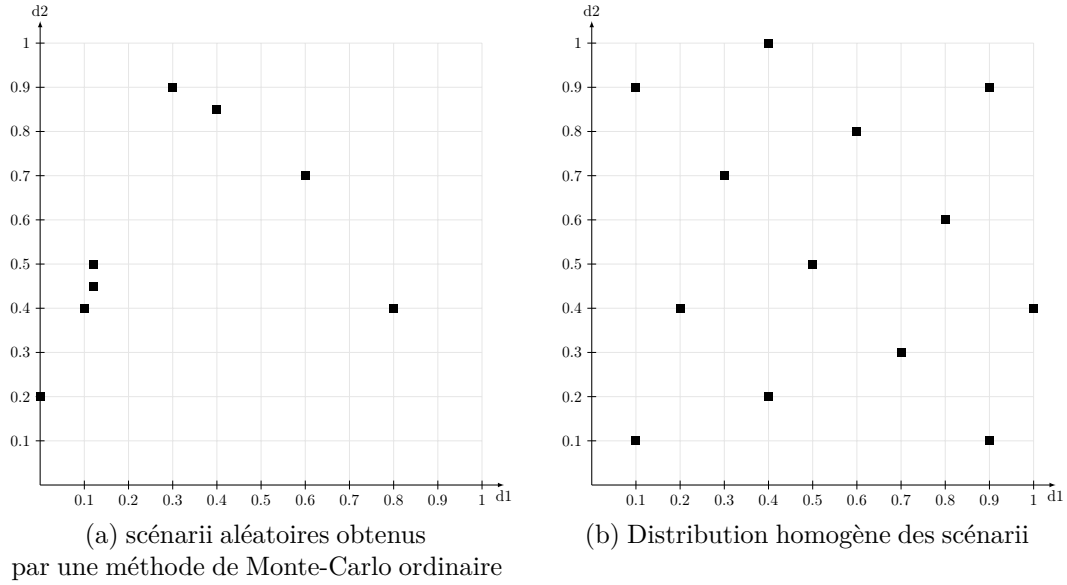 d2
1
0.9
0.8
0.7
0.6
0.5
0.4
0.3
0.2
0.1
0.1 0.2 0.3 0.4 0.5 0.6 0.7 0.8 0.9 1 d1
(a) scénarii aléatoires obtenus
par une méthode de Monte-Carlo ordinaire
d2
1
0.9
0.8
0.7
0.6
0.5
0.4
0.3
0.2
0.1
0.1 0.2 0.3 0.4 0.5 0.6 0.7 0.8 0.9 1 d1
(b) Distribution homogène des scénarii